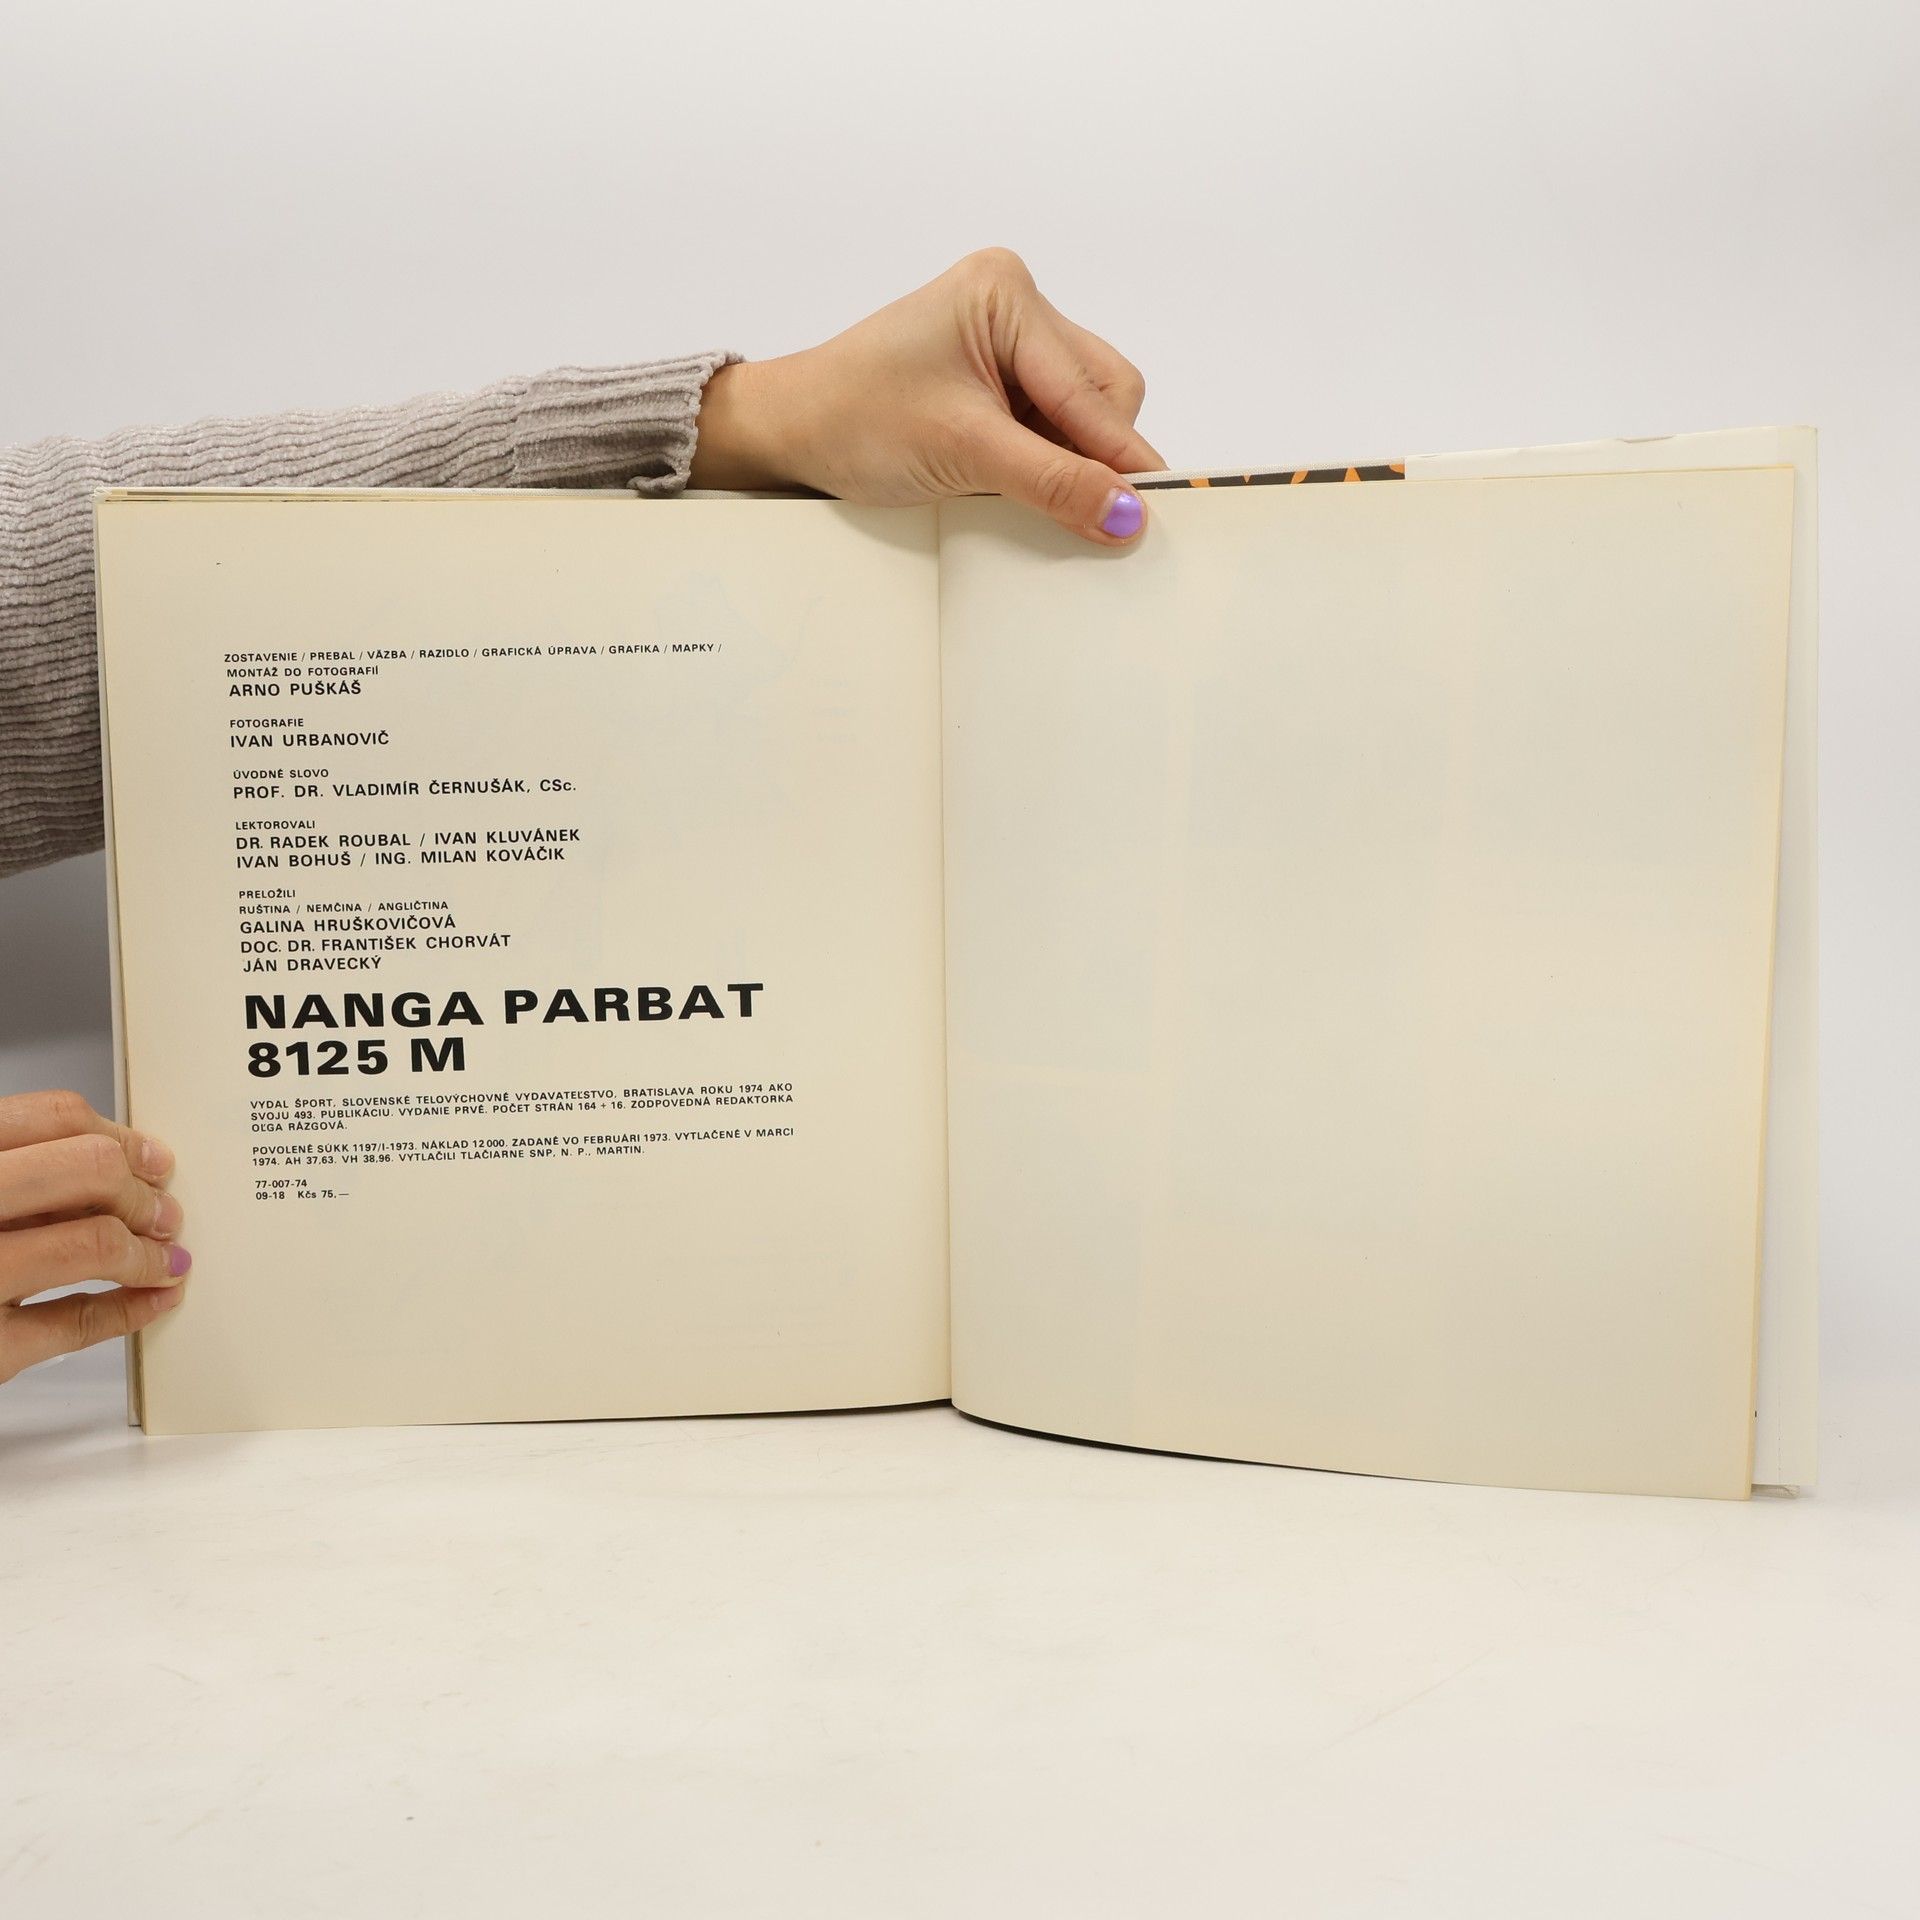 ZOSTAVENIE / PREBAL / VÄZBA / RAZIDLO / GRAFICKÁ ÚPRAVA / GRAFIKA / MAPKY /
MONTÁŽ DO FOTOGRAFIÍ
ARNO PUŠKÁŠ
FOTOGRAFIE
IVAN URBANOVIČ
ÚVODNÉ SLOVO
PROF. DR. VLADIMÍR ČERNUŠÁK, CSc.
LEKTOROVALI
DR. RADEK ROUBAL / IVAN KLUVÁNEK
IVAN BOHUŠ / ING. MILAN KOVÁČIK
PRELOŽILI
RUŠTINA / NEMČINA / ANGLIČTINA
GALINA HRUŠKOVIČOVÁ
DOC. DR. FRANTIŠEK CHORVÁT
JÁN DRAVECKÝ
NANGA PARBAT
8125 M
VYDAL ŠPORT, SLOVENSKÉ TELOVÝCHOVNÉ VYDAVATEĽSTVO, BRATISLAVA ROKU 1974 AKO
SVOJU 493. PUBLIKÁCIU. VYDANIE PRVÉ. POČET STRÁN 164 + 16. ZODPOVEDNÁ REDAKTORKA
OĽGA RÁZGOVÁ.
POVOLENÉ SÚKK 1197/I-1973. NÁKLAD 12 000. ZADANÉ VO FEBRUÁRI 1973. VYTLAČENÉ V MARCI
1974. AH 37,63. VH 38,96. VYTLAČILI TLAČIARNE SNP, N. P., MARTIN.
77-007-74
09-18 Kčs 75,—